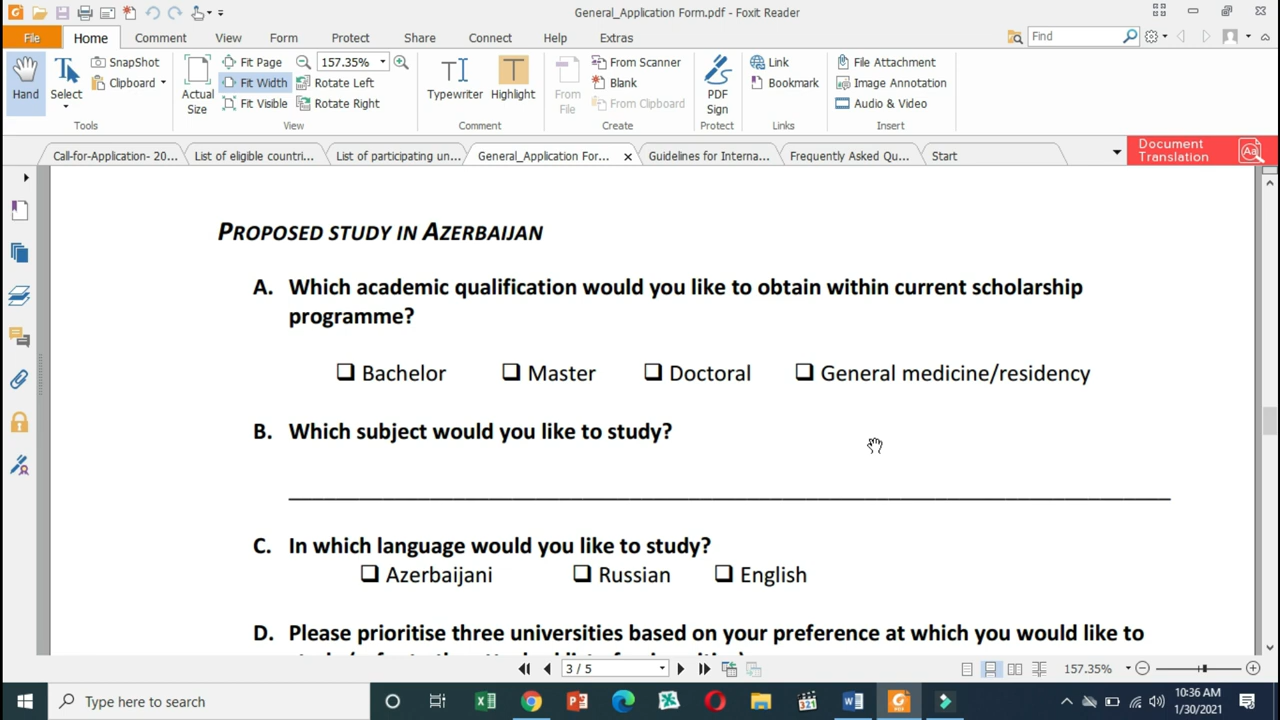 General_Application Form.pdf - Foxit Reader
File Home Comment View Form Protect Share Connect Help Extras Find
SnapShot Fit Page 157.35% From Scanner Link File Attachment
Hand Select Clipboard Actual Size Fit Width Rotate Left Typewriter Highlight From File Blank PDF Sign Bookmark Image Annotation
Fit Visible Rotate Right From Clipboard Audio & Video
Tools View Comment Create Protect Links Insert
Call-for-Application- 20... List of eligible countri... List of participating un... General_Application For... Guidelines for Interna... Frequently Asked Qu... Start Document Translation
PROPOSED STUDY IN AZERBAIJAN
A. Which academic qualification would you like to obtain within current scholarship
programme?
Bachelor Master Doctoral General medicine/residency
B. Which subject would you like to study?
C. In which language would you like to study?
Azerbaijani Russian English
D. Please prioritise three universities based on your preference at which you would like to
3 / 5 157.35%
Type here to search
10:36 AM
1/30/2021